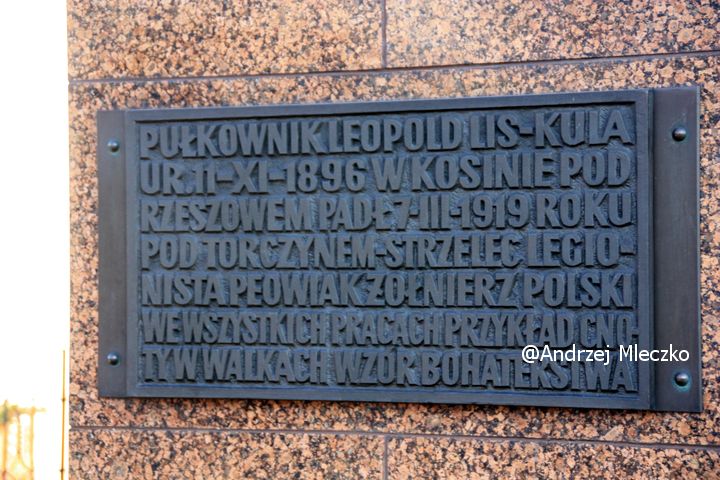 PUŁKOWNIK LEOPOLD LIS-KULA
UR. 11-XI-1896 W KOSINIE POD
RZESZOWEM PADŁ 7-III-1919 ROKU
POD TORCZYNEM-STRZELEC LEGIO-
NISTA PEOWIAK ŻOŁNIERZ POLSKI
WE WSZYSTKICH PRACACH PRZYKŁAD CNO-
TY W WALKACH WZÓR BOHATERSTWA
@Andrzej Mleczko